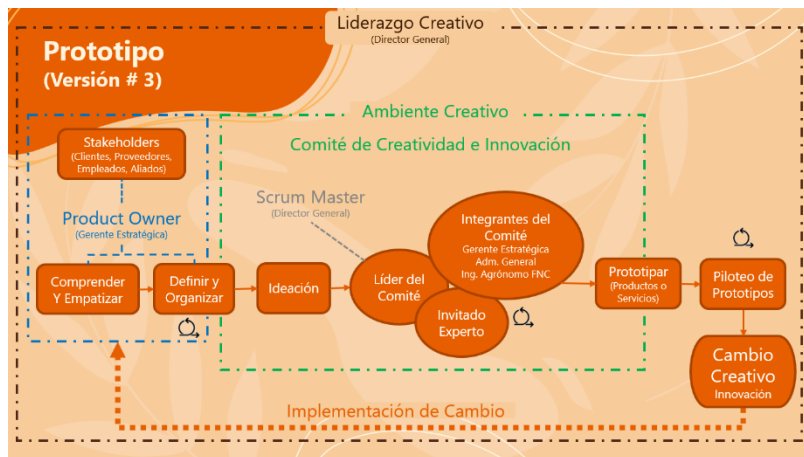 Liderazgo Creativo
(Director General)
Prototipo
(Versión # 3)
Ambiente Creativo
Comité de Creatividad e Innovación
Stakeholders
(Clientes, Proveedores,
Empleados, Aliados)
Product Owner
(Gerente Estratégica)
Scrum Master
(Director General)
Comprender
Y Empatizar
Definir y
Organizar
Ideación
Líder del
Comité
Integrantes del
Comité
Gerente Estratégica
Adm. General
Ing. Agrónomo FNC
Invitado
Experto
Prototipar
(Productos o
Servicios)
Piloteo de
Prototipos
Cambio
Creativo
Innovación
Implementación de Cambio